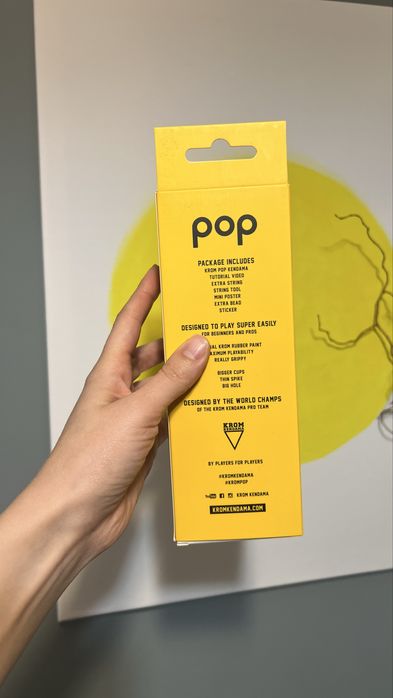 pop
PACKAGE INCLUDES
KROM POP KENDAMA
TUTORIAL VIDEO
EXTRA STRING
STRING TOOL
MINI POSTER
EXTRA BEAD
STICKER
DESIGNED TO PLAY SUPER EASILY
FOR BEGINNERS AND PROS
KROM RUBBER PAINT
PLAYABILITY
REALLY GRIPPY
BIGGER CUPS
THIN SPIKE
BIG HOLE
DESIGNED BY THE WORLD CHAMPS
OF THE KROM KENDAMA PRO TEAM
KROM
KENDAMA
BY PLAYERS FOR PLAYERS
#KROMKENDAMA
#KROMPOP
You Tube f KROM KENDAMA
KROMKENDAMA.COM